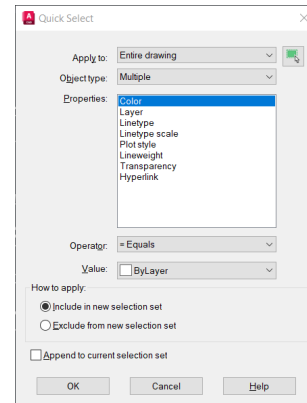 Quick Select
Apply to: Entire drawing
Object type: Multiple
Properties: Color
Layer
Linetype
Linetype scale
Plot style
Lineweight
Transparency
Hyperlink
Operator: = Equals
Value: ByLayer
How to apply:
Include in new selection set
Exclude from new selection set
Append to current selection set
OK Cancel Help